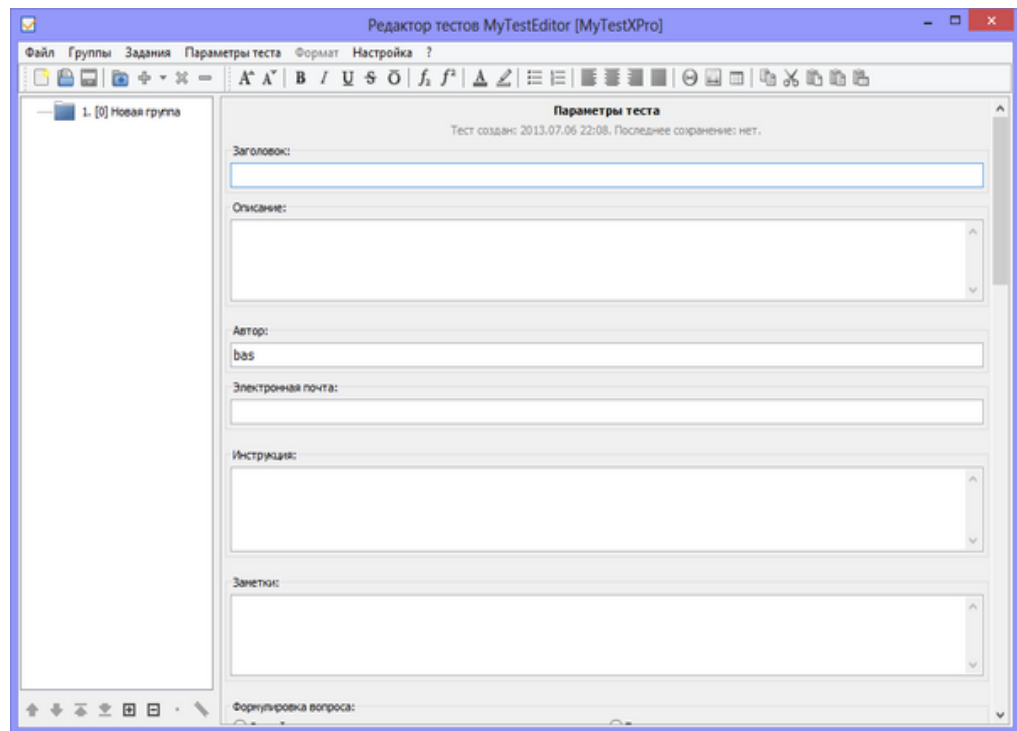 Редактор тестов MyTestEditor [MyTestXPro]
Файл Группы Задания Параметры теста Формат Настройка ?
1. [0] Новая группа
Параметры теста
Тест создан: 2013.07.06 22:08. Последнее сохранение: нет.
Заголовок:
Описание:
Автор:
bas
Электронная почта:
Инструкция:
Заметки:
Формулировка вопроса: